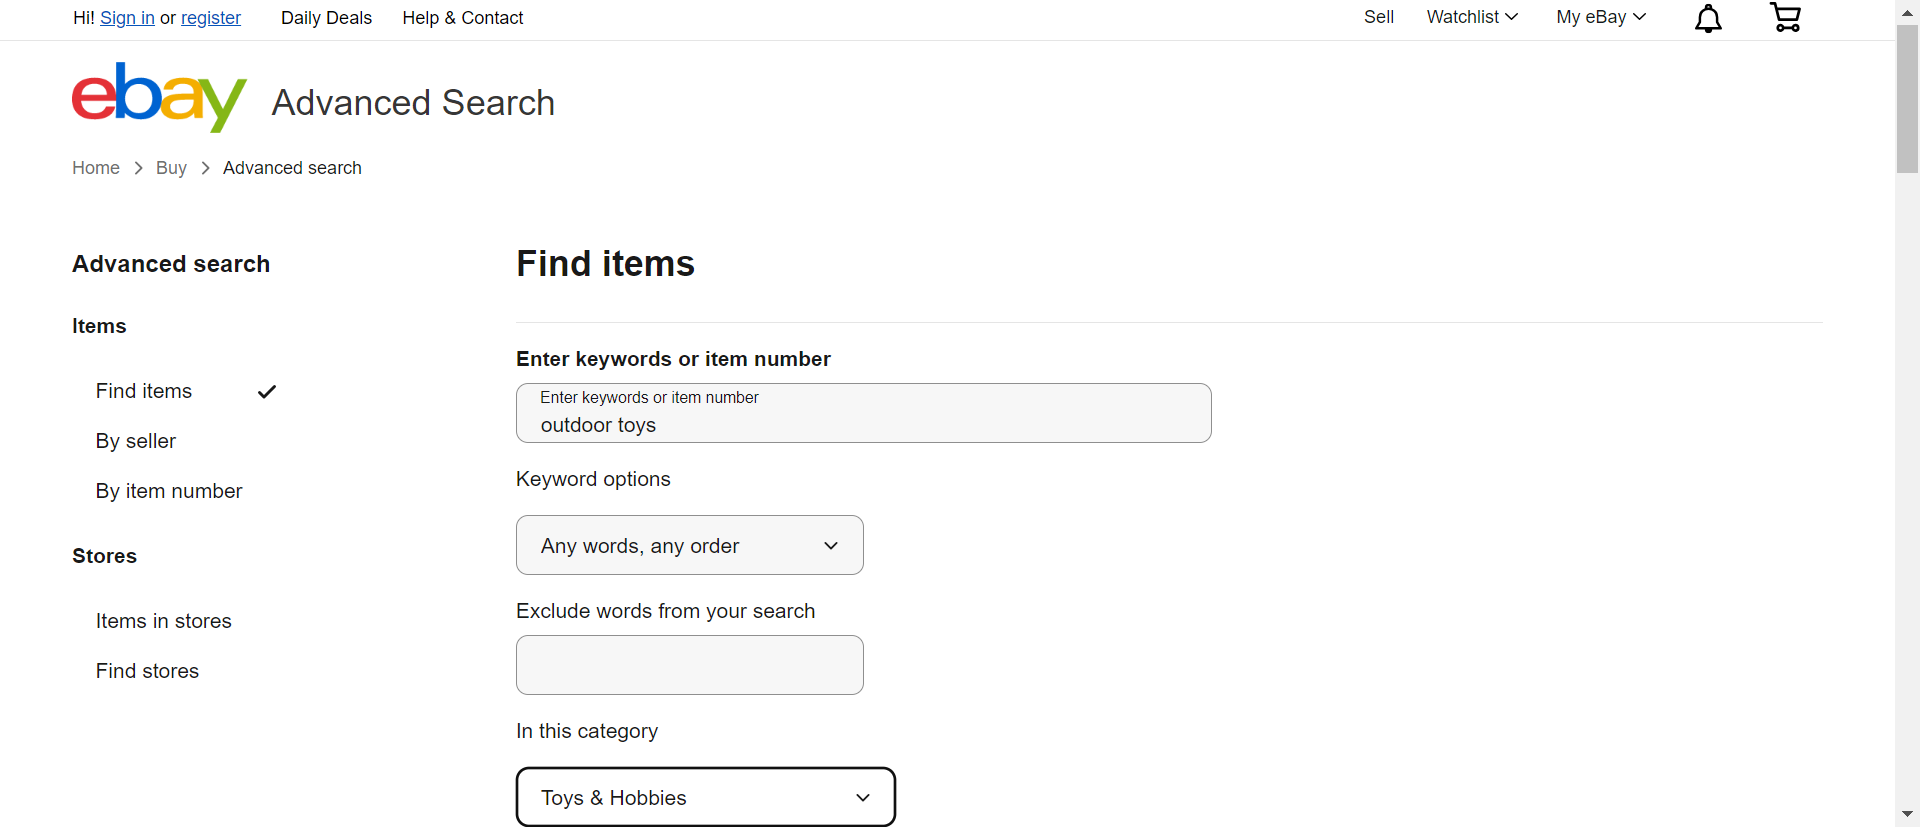 Hi! Sign in or register Daily Deals Help & Contact Sell Watchlist My eBay
ebay Advanced Search
Home Buy Advanced search
Advanced search
Items
Find items
By seller
By item number
Stores
Items in stores
Find stores
Find items
Enter keywords or item number
Enter keywords or item number
outdoor toys
Keyword options
Any words, any order
Exclude words from your search
In this category
Toys & Hobbies